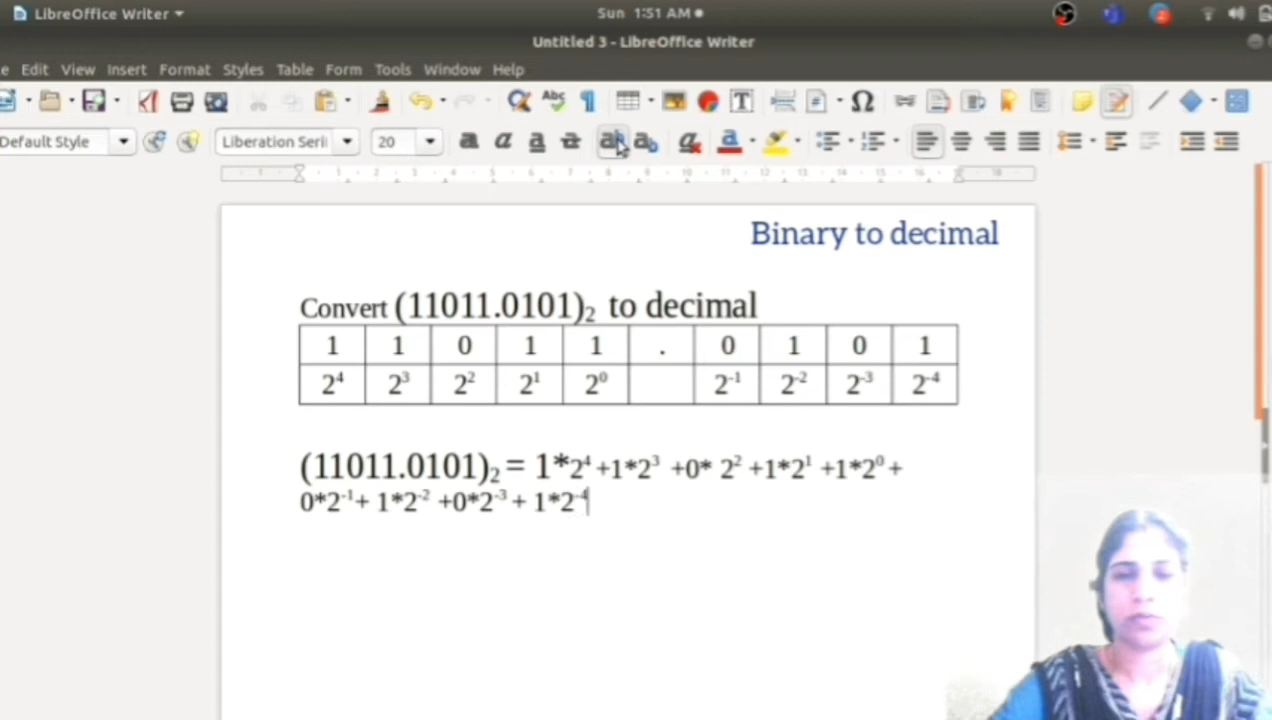 LibreOffice Writer
Sun 1:51 AM
Untitled 3 - LibreOffice Writer
Edit View Insert Format Styles Table Form Tools Window Help
Default Style
Liberation Seri
20
Binary to decimal
Convert (11011.0101)₂ to decimal
1 1 0 1 1 . 0 1 0 1
2⁴ 2³ 2² 2¹ 2⁰ 2⁻¹ 2⁻² 2⁻³ 2⁻⁴
(11011.0101)₂ = 1*2⁴ +1*2³ +0* 2² +1*2¹ +1*2⁰ +
0*2⁻¹+ 1*2⁻² +0*2⁻³ + 1*2⁻⁴